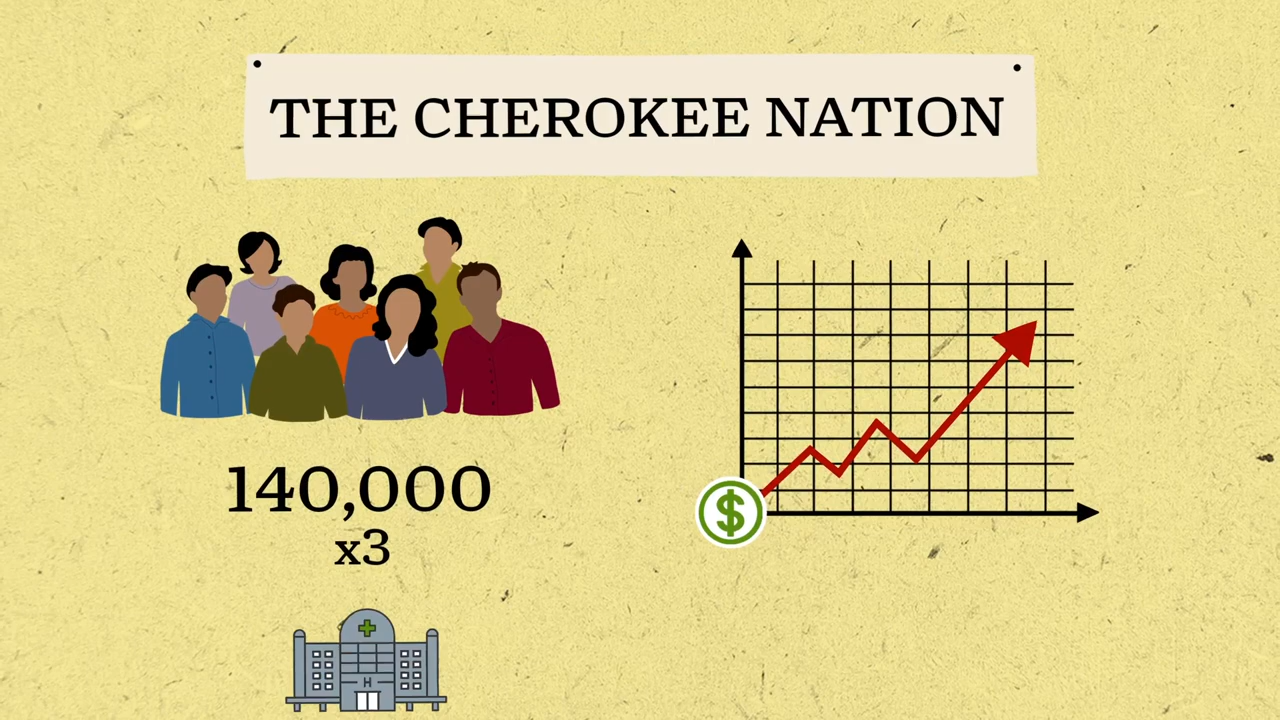 THE CHEROKEE NATION
140,000
x3
$
H